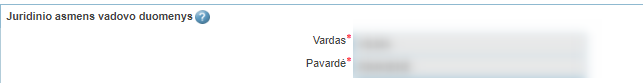 Juridinio asmens vadovo duomenys ?
Vardas*
Pavardė*